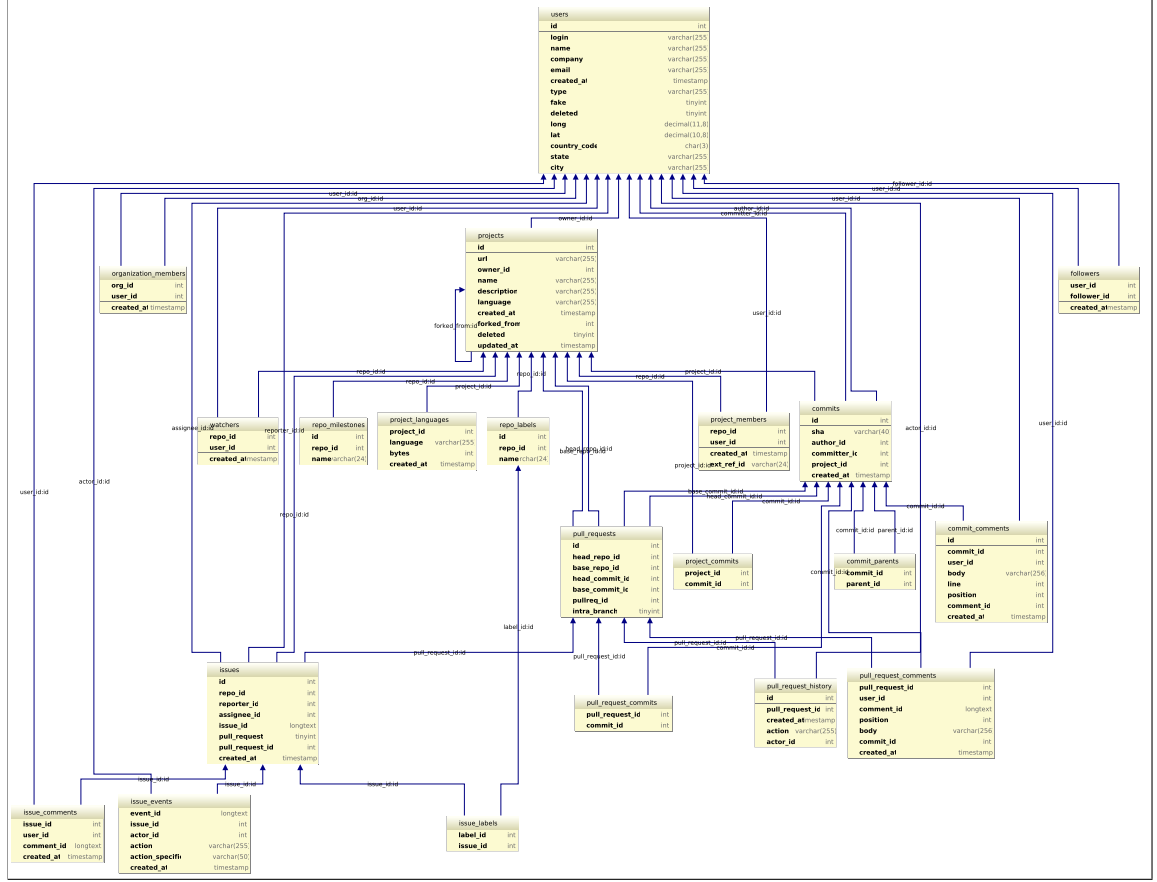 users
id int
login varchar(255
name varchar(255
company varchar(255
email varchar(255
created_at timestamp
type varchar(255
fake tinyint
deleted tinyint
long decimal(11,8)
lat decimal(10,8)
country_code char(3)
state varchar(255
city varchar(255
follower_id:id
user_id:id
user_id:id
org_id:id
user_id:id
user_id:id
author_id:id
committer_id:id
owner_id:id
projects
id int
url varchar(255)
owner_id int
name varchar(255)
description varchar(255)
language varchar(255)
created_at timestamp
forked_from int
deleted tinyint
updated_at timestamp
forked_from:id
organization_members
org_id int
user_id int
created_at timestamp
followers
user_id int
follower_id int
created_at timestamp
user_id:id
repo_id:id
repo_id:id
project_id:id
repo_id:id
repo_id:id
project_id:id
watchers
repo_id int
user_id int
created_at timestamp
assignee_id:id
reporter_id:id
repo_milestones
id int
repo_id int
name varchar(24)
project_languages
project_id int
language varchar(255
bytes int
created_at timestamp
repo_labels
id int
repo_id int
name varchar(24)
head_repo_id:id
base_repo_id:id
project_members
repo_id int
user_id int
created_at timestamp
ext_ref_id varchar(24)
project_id:id
commits
id int
sha varchar(40
author_id int
committer_id int
project_id int
created_at timestamp
actor_id:id
user_id:id
user_id:id
actor_id:id
repo_id:id
base_commit_id:id
head_commit_id:id
commit_id:id
commit_id:id
commit_id:id
parent_id:id
pull_requests
id int
head_repo_id int
base_repo_id int
head_commit_id int
base_commit_id int
pullreq_id int
intra_branch tinyint
project_commits
project_id int
commit_id int
commit_id:id
commit_parents
commit_id int
parent_id int
commit_comments
id int
commit_id int
user_id int
body varchar(256
line int
position int
comment_id int
created_at timestamp
label_id:id
pull_request_id:id
pull_request_id:id
pull_request_id:id
pull_request_id:id
commit_id:id
issues
id int
repo_id int
reporter_id int
assignee_id int
issue_id longtext
pull_request tinyint
pull_request_id int
created_at timestamp
pull_request_commits
pull_request_id int
commit_id int
pull_request_history
id int
pull_request_id int
created_at timestamp
action varchar(255)
actor_id int
pull_request_comments
pull_request_id int
user_id int
comment_id longtext
position int
body varchar(256
commit_id int
created_at timestamp
issue_id:id
issue_id:id
issue_id:id
issue_comments
issue_id int
user_id int
comment_id longtext
created_at timestamp
issue_events
event_id longtext
issue_id int
actor_id int
action varchar(255)
action_specific varchar(50)
created_at timestamp
issue_labels
label_id int
issue_id int